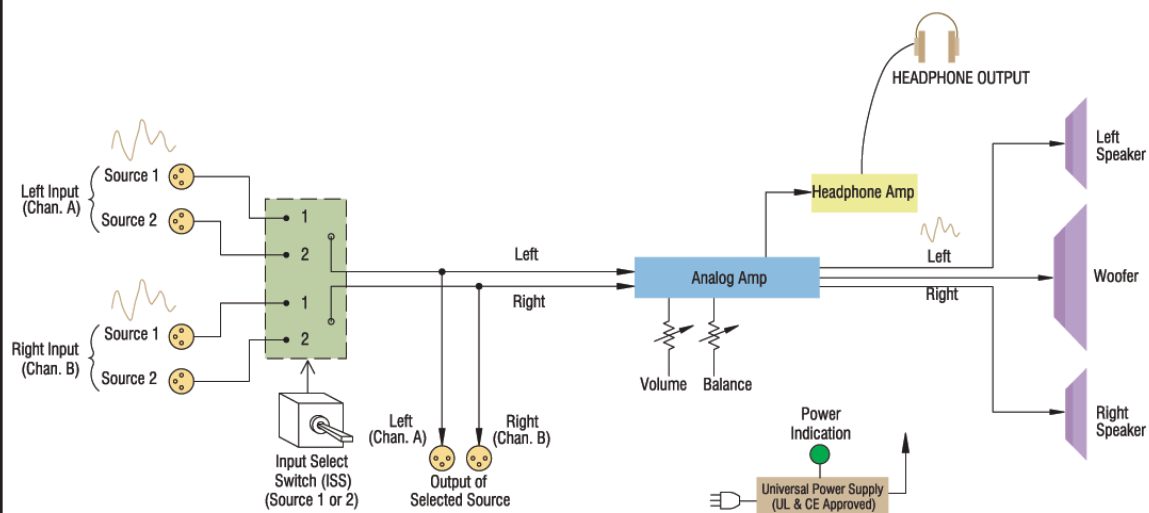 HEADPHONE OUTPUT
Left
Speaker
Headphone Amp
Left Input
(Chan. A)
Source 1
Source 2
1
2
Left
Right
Analog Amp
Left
Right
Woofer
Right Input
(Chan. B)
Source 1
Source 2
1
2
Volume
Balance
Input Select
Switch (ISS)
(Source 1 or 2)
Left
(Chan. A)
Right
(Chan. B)
Output of
Selected Source
Power
Indication
Universal Power Supply
(UL & CE Approved)
Right
Speaker